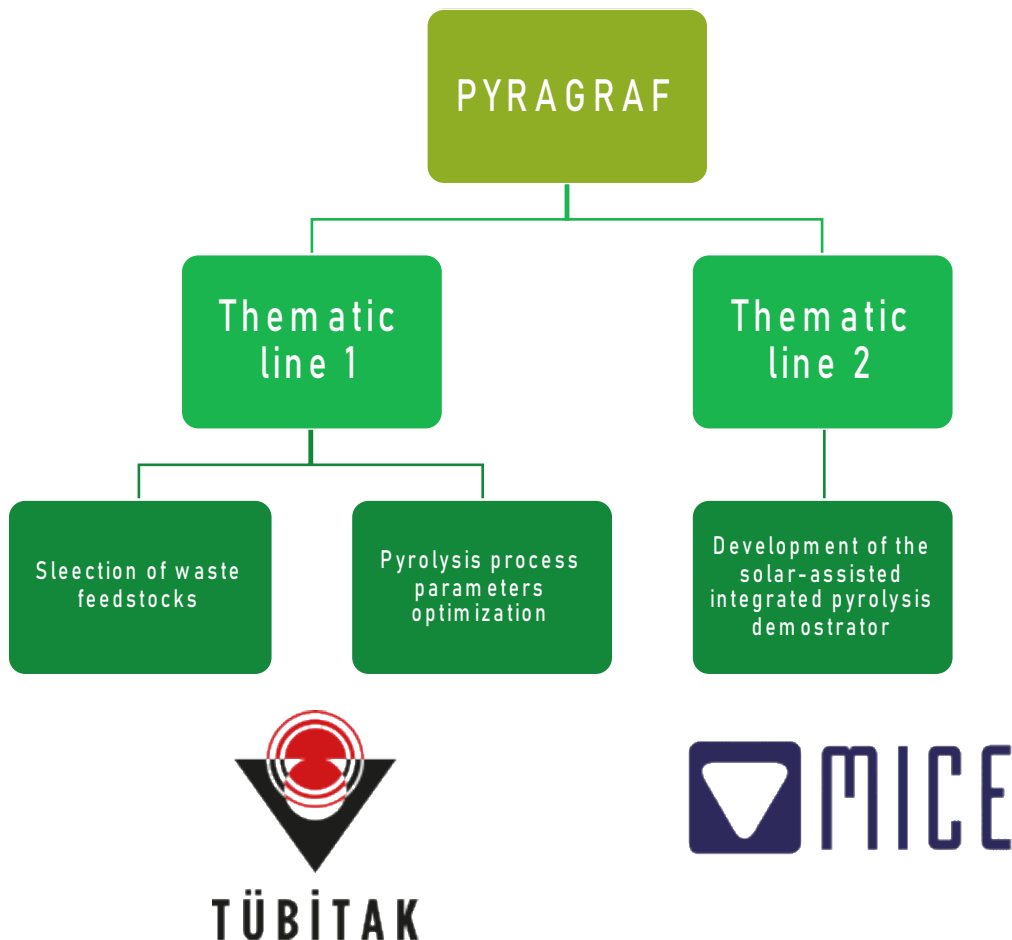 PYRAGRAF
Thematic
line 1
Thematic
line 2
Sleection of waste
feedstocks
Pyrolysis process
parameters
optimization
Development of the
solar-assisted
integrated pyrolysis
demostrator
TÜBİTAK
MICE